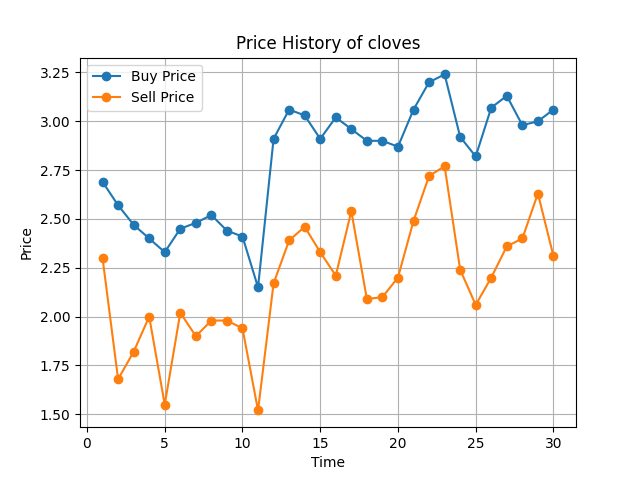 Price History of cloves
Buy Price
Sell Price
3.25
3.00
2.75
2.50
2.25
2.00
1.75
1.50
Price
0 5 10 15 20 25 30
Time